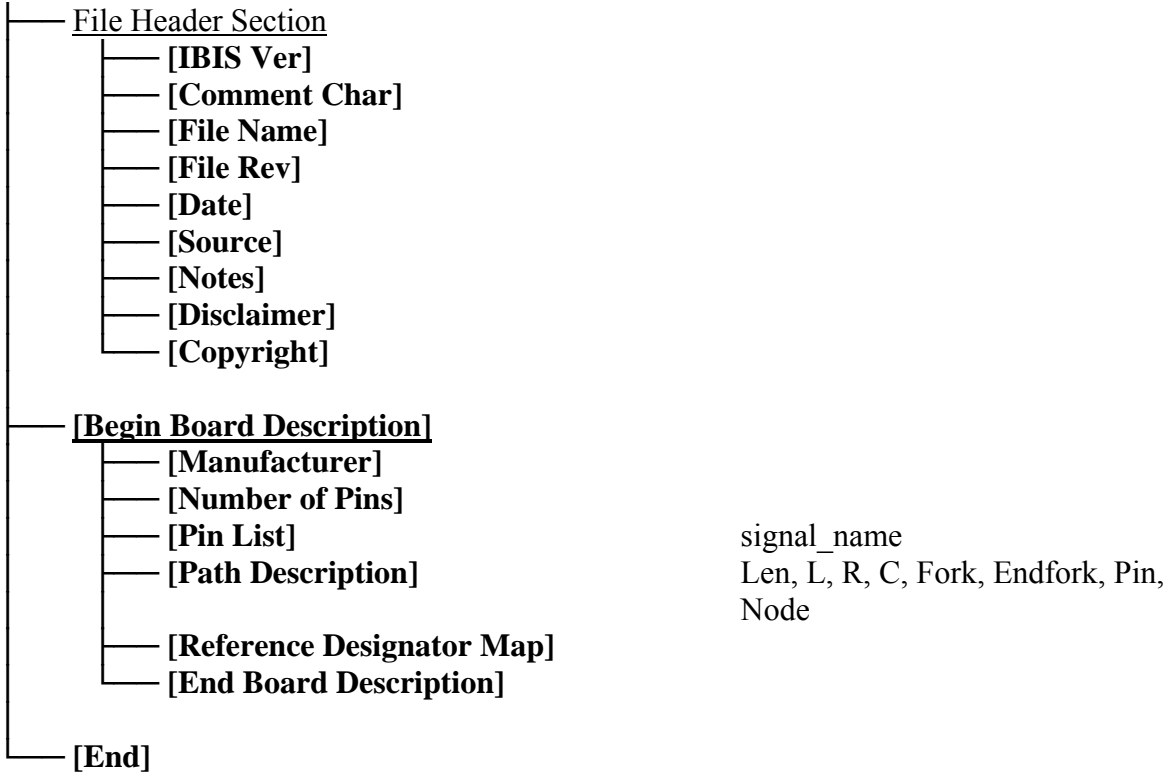 File Header Section
[IBIS Ver]
[Comment Char]
[File Name]
[File Rev]
[Date]
[Source]
[Notes]
[Disclaimer]
[Copyright]
[Begin Board Description]
[Manufacturer]
[Number of Pins]
[Pin List] signal_name
[Path Description] Len, L, R, C, Fork, Endfork, Pin,
Node
[Reference Designator Map]
[End Board Description]
[End]